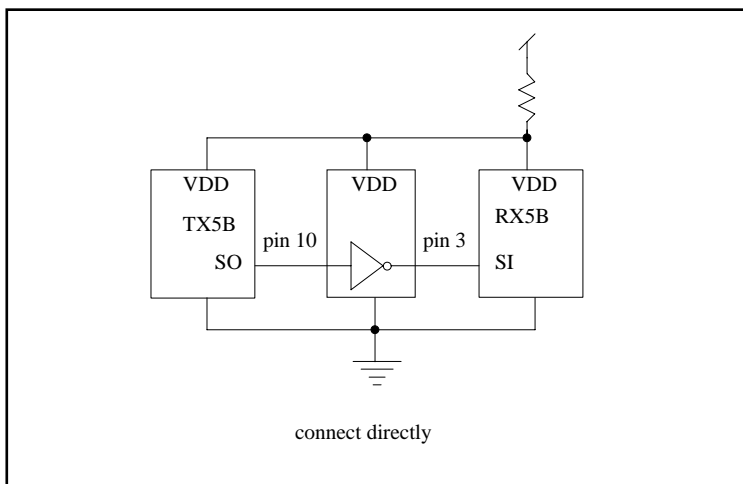 VDD VDD VDD
TX5B RX5B
pin 10 pin 3
SO SI
connect directly